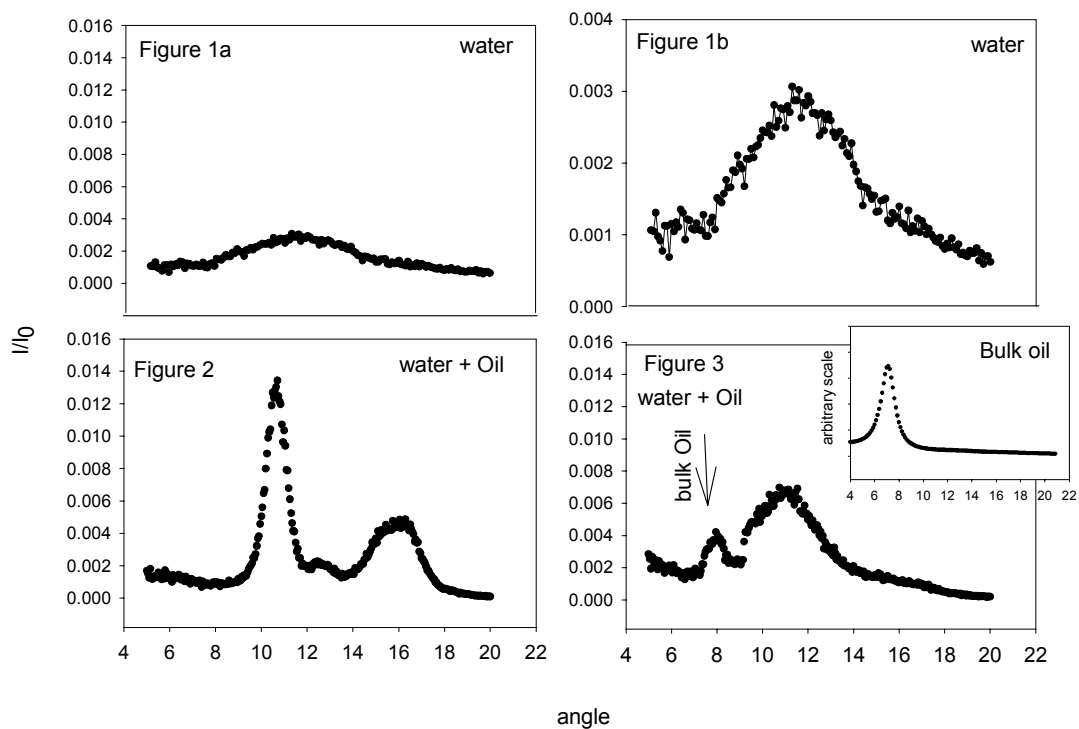 Figure 1a
water
0.016
0.014
0.012
0.010
0.008
0.006
0.004
0.002
0.000
Figure 1b
water
0.004
0.003
0.002
0.001
0.000
I/I0
Figure 2
water + Oil
0.016
0.014
0.012
0.010
0.008
0.006
0.004
0.002
0.000
4 6 8 10 12 14 16 18 20 22
Figure 3
water + Oil
bulk Oil
0.016
0.014
0.012
0.010
0.008
0.006
0.004
0.002
0.000
4 6 8 10 12 14 16 18 20 22
Bulk oil
arbitrary scale
4 6 8 10 12 14 16 18 20 22
angle